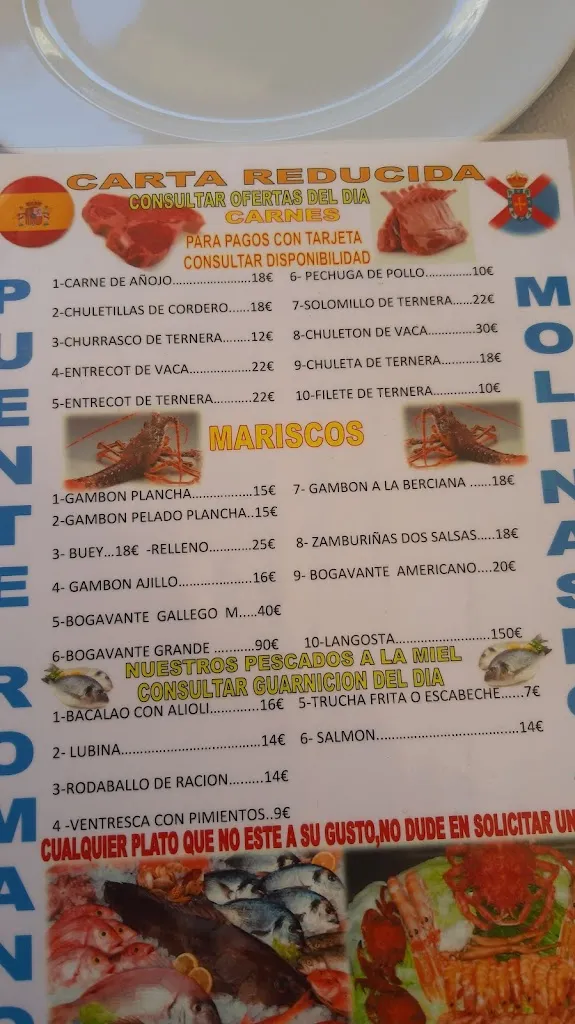 CARTA REDUCIDA
CONSULTAR OFERTAS DEL DIA
CARNES
PARA PAGOS CON TARJETA
CONSULTAR DISPONIBILIDAD
1-CARNE DE AÑOJO......................18€
2-CHULETILLAS DE CORDERO......18€
3-CHURRASCO DE TERNERA........12€
4-ENTRECOT DE VACA................22€
5-ENTRECOT DE TERNERA..........22€
6- PECHUGA DE POLLO.............10€
7-SOLOMILLO DE TERNERA......22€
8-CHULETON DE VACA..............30€
9-CHULETA DE TERNERA...........18€
10-FILETE DE TERNERA............10€
MARISCOS
1-GAMBON PLANCHA.................15€
2-GAMBON PELADO PLANCHA..15€
3- BUEY...18€ -RELLENO............25€
4- GAMBON AJILLO....................16€
5-BOGAVANTE GALLEGO M.....40€
6-BOGAVANTE GRANDE ...........90€
7- GAMBON A LA BERCIANA ......18€
8- ZAMBURIÑAS DOS SALSAS.....18€
9- BOGAVANTE AMERICANO....20€
10-LANGOSTA..........................150€
NUESTROS PESCADOS A LA MIEL
CONSULTAR GUARNICION DEL DIA
1-BACALAO CON ALIOLI..............16€
2- LUBINA......................................14€
3-RODABALLO DE RACION.........14€
4 -VENTRESCA CON PIMIENTOS..9€
5-TRUCHA FRITA O ESCABECHE......7€
6- SALMON.......................................14€
CUALQUIER PLATO QUE NO ESTE A SU GUSTO,NO DUDE EN SOLICITAR UN
PUENTE ROMANO
MOLINAS